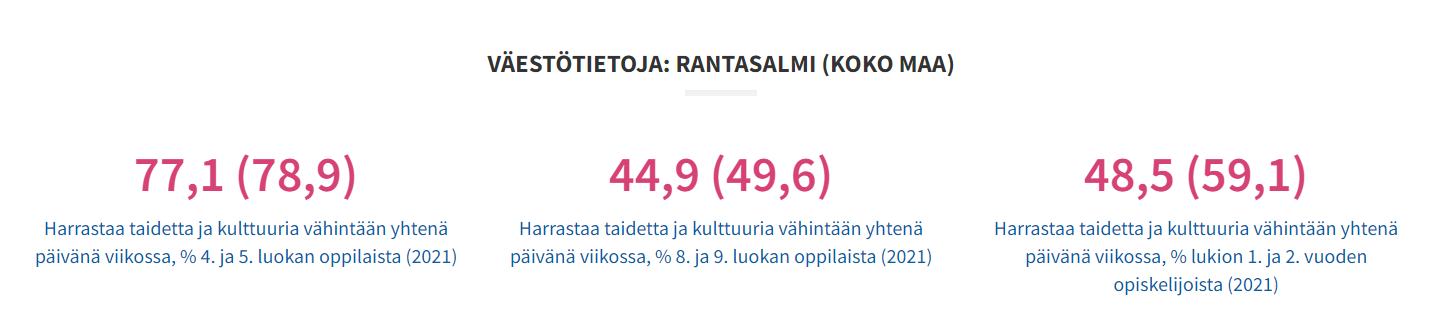 VÄESTÖTIETOJA: RANTASALMI (KOKO MAA)
77,1 (78,9)
Harrastaa taidetta ja kulttuuria vähintään yhtenä
päivänä viikossa, % 4. ja 5. luokan oppilaista (2021)
44,9 (49,6)
Harrastaa taidetta ja kulttuuria vähintään yhtenä
päivänä viikossa, % 8. ja 9. luokan oppilaista (2021)
48,5 (59,1)
Harrastaa taidetta ja kulttuuria vähintään yhtenä
päivänä viikossa, % lukion 1. ja 2. vuoden
opiskelijoista (2021)